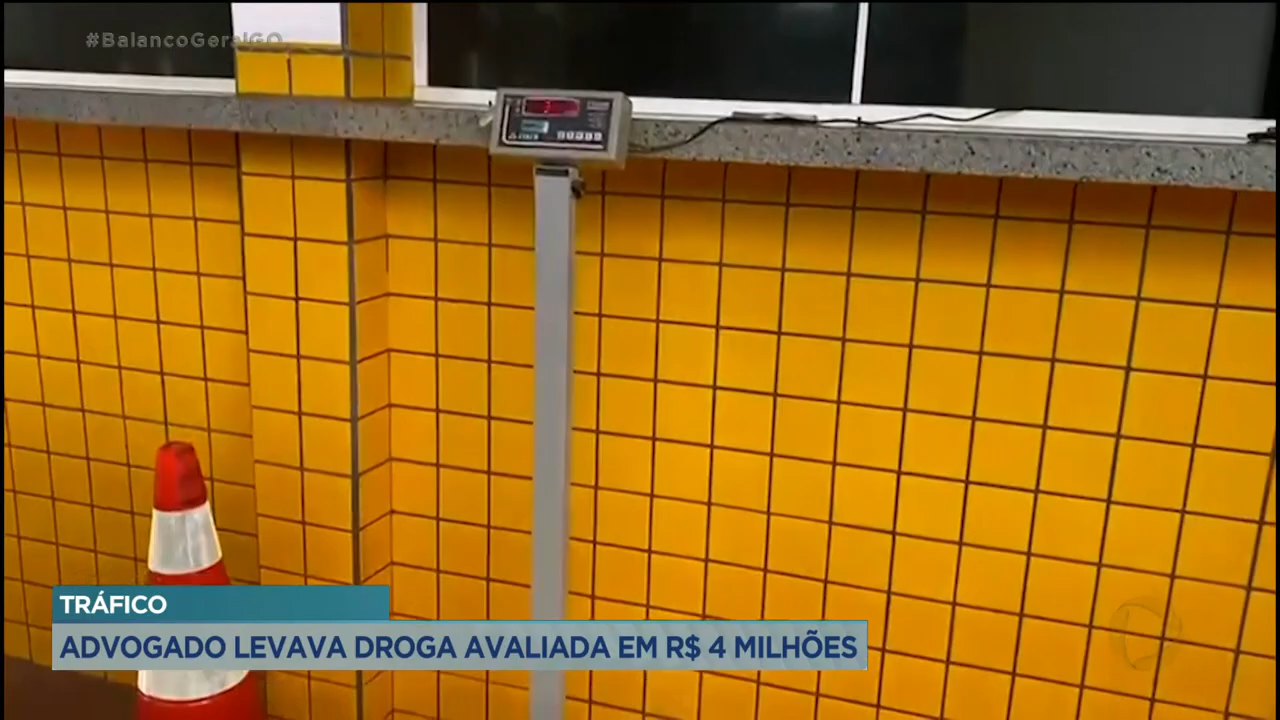 #BalancoGeralGO
TRÁFICO
ADVOGADO LEVAVA DROGA AVALIADA EM R$ 4 MILHÕES